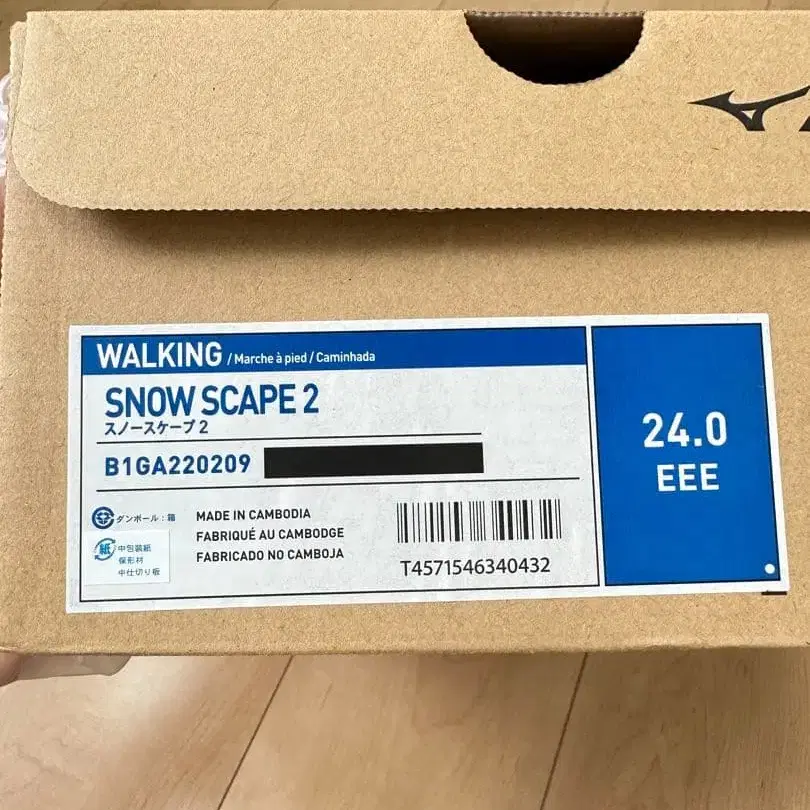 WALKING / Marche à pied / Caminhada
SNOW SCAPE 2
スノースケープ 2
B1GA220209
ダンボール : 箱
紙
中包装紙
保形材
中仕切り板
MADE IN CAMBODIA
FABRIQUÉ AU CAMBODGE
FABRICADO NO CAMBOJA
T4571546340432
24.0
EEE